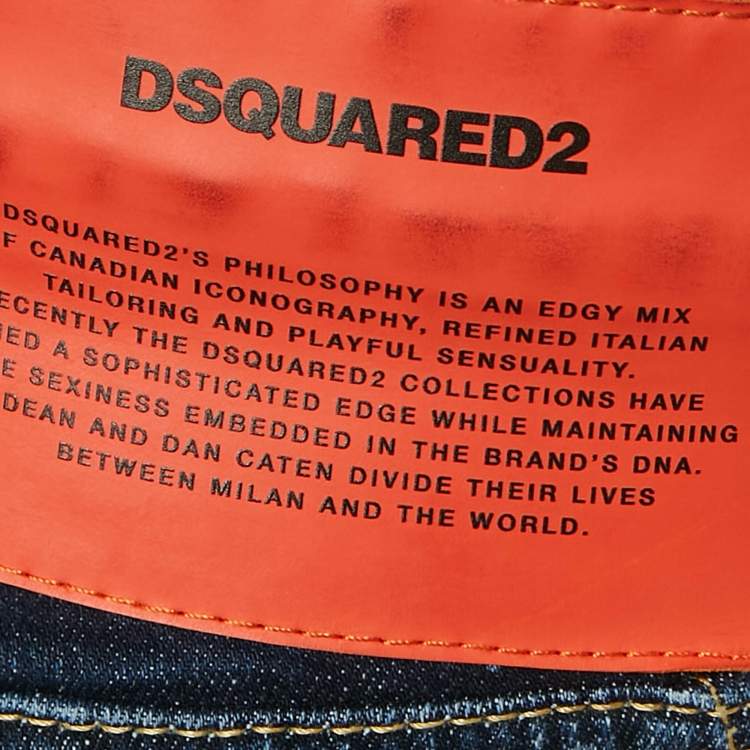 DSQUARED2
DSQUARED2'S PHILOSOPHY IS AN EDGY MIX
F CANADIAN ICONOGRAPHY, REFINED ITALIAN
TAILORING AND PLAYFUL SENSUALITY.
ECENTLY THE DSQUARED2 COLLECTIONS HAVE
ED A SOPHISTICATED EDGE WHILE MAINTAINING
E SEXINESS EMBEDDED IN THE BRAND'S DNA.
DEAN AND DAN CATEN DIVIDE THEIR LIVES
BETWEEN MILAN AND THE WORLD.